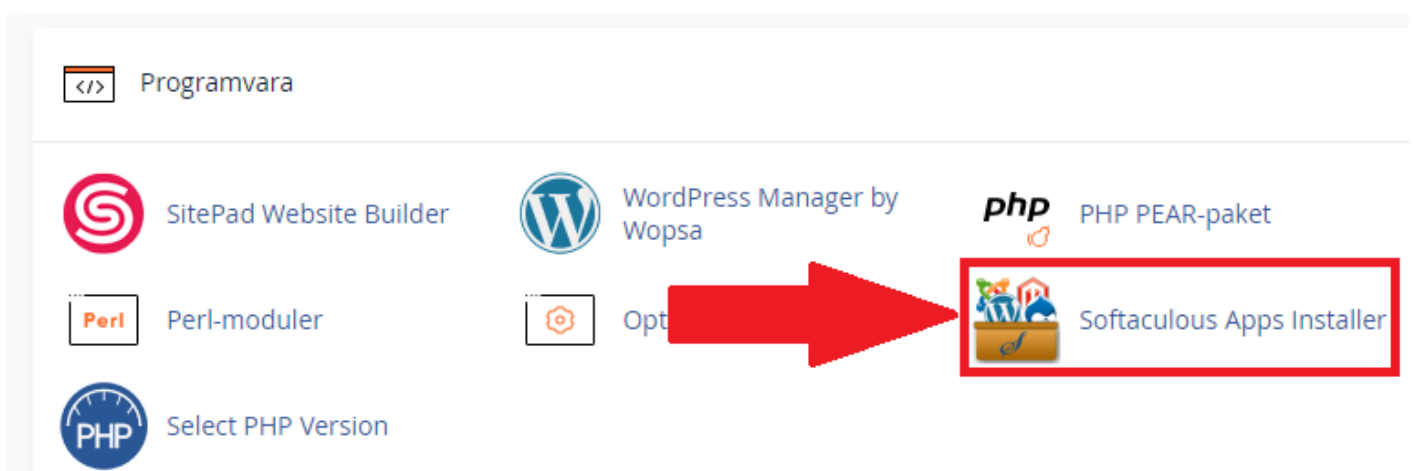 </> Programvara
SitePad Website Builder
WordPress Manager by
Wopsa
php PHP PEAR-paket
Perl Perl-moduler
Opt
Softaculous Apps Installer
PHP Select PHP Version